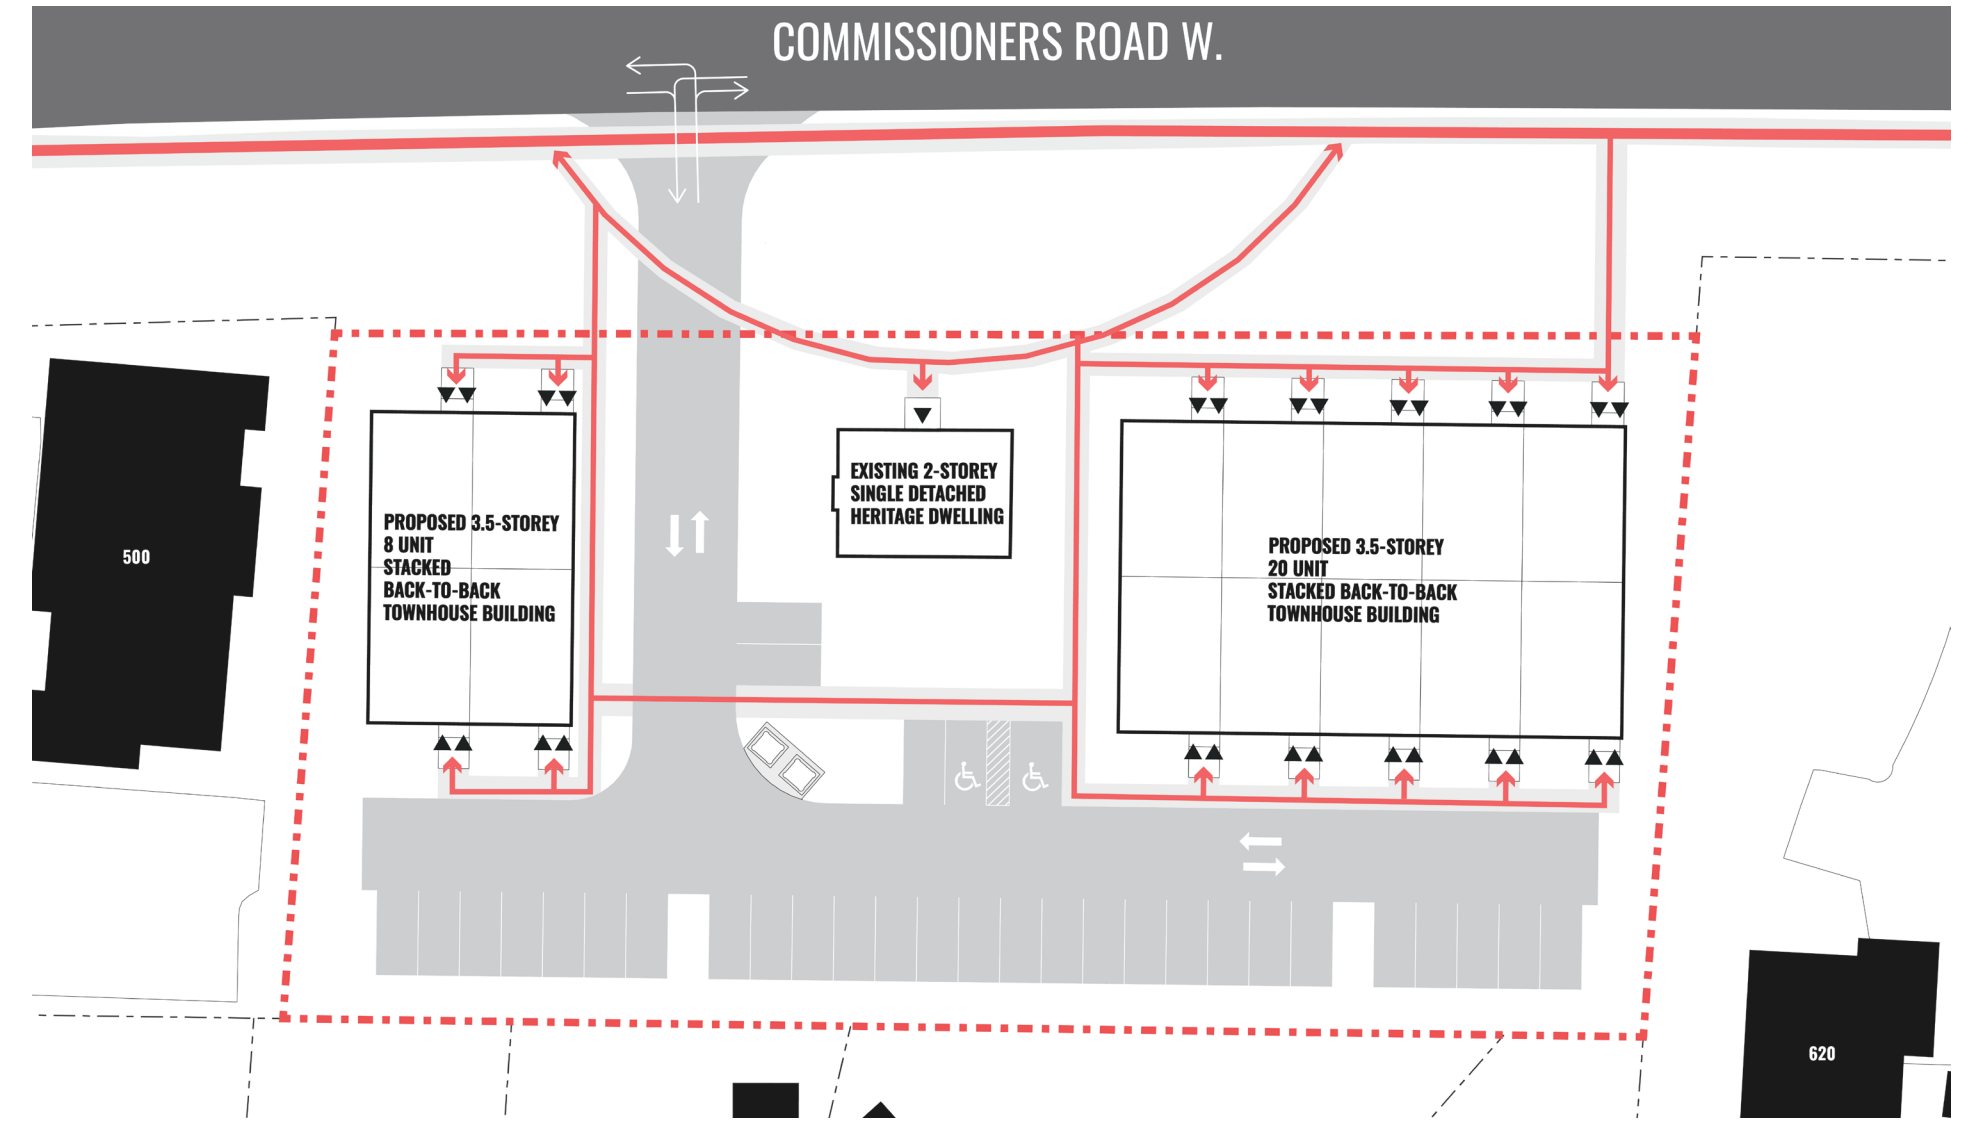 COMMISSIONERS ROAD W.
EXISTING 2-STOREY
SINGLE DETACHED
HERITAGE DWELLING
PROPOSED 3.5-STOREY
8 UNIT
STACKED
BACK-TO-BACK
TOWNHOUSE BUILDING
PROPOSED 3.5-STOREY
20 UNIT
STACKED BACK-TO-BACK
TOWNHOUSE BUILDING
500
620